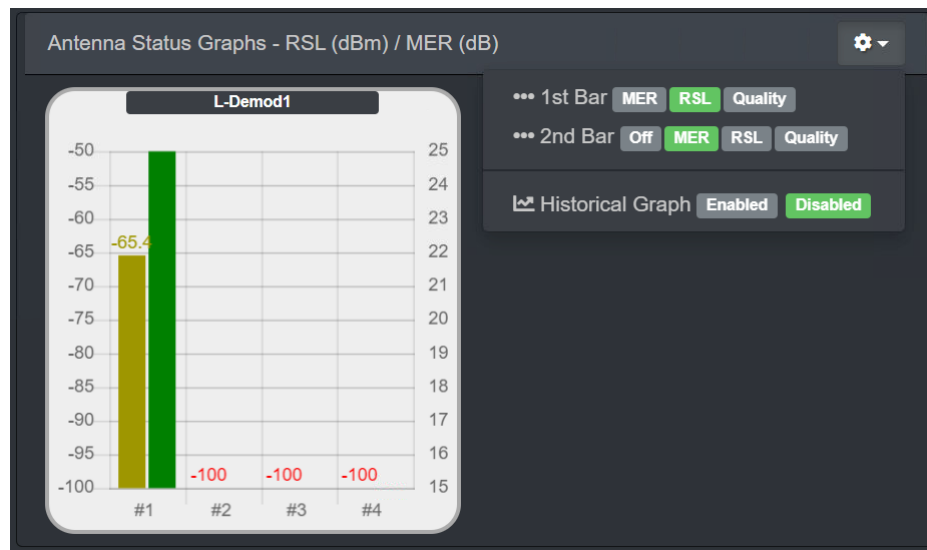 Antenna Status Graphs - RSL (dBm) / MER (dB)
••• 1st Bar MER RSL Quality
••• 2nd Bar Off MER RSL Quality
Historical Graph Enabled Disabled
L-Demod1
-50 25
-55 24
-60 23
-65.4
-65 22
-70 21
-75 20
-80 19
-85 18
-90 17
-95 16
-100 -100 -100
-100 15
#1 #2 #3 #4